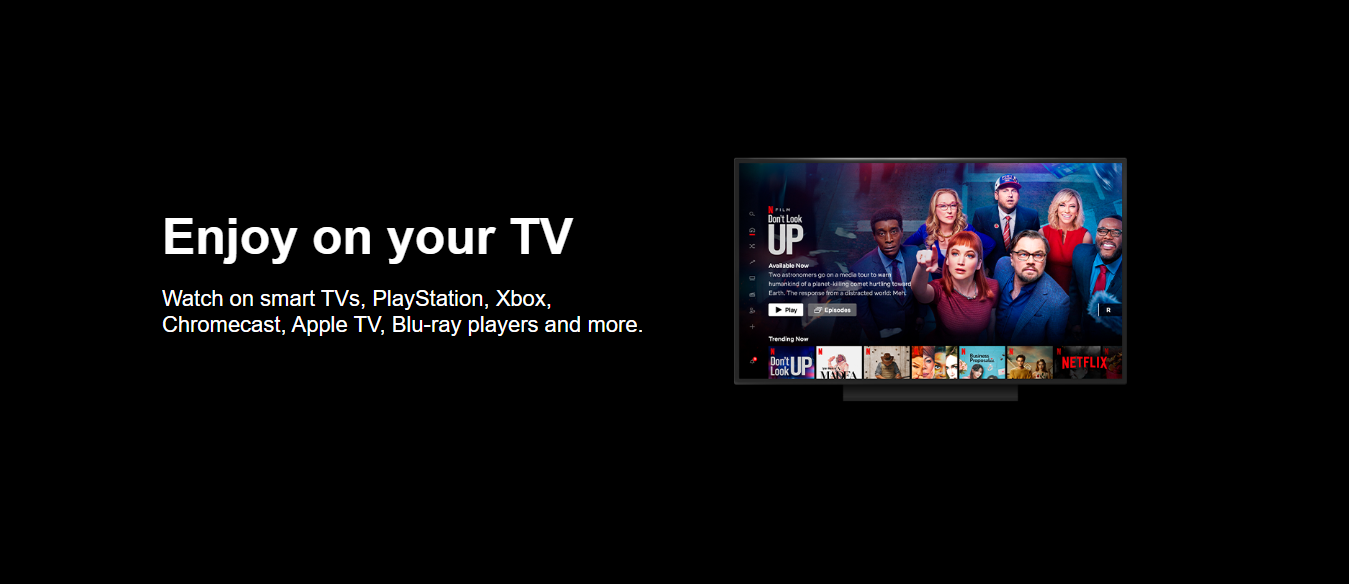 Enjoy on your TV
Watch on smart TVs, PlayStation, Xbox,
Chromecast, Apple TV, Blu-ray players and more.
N FILM
Don't Look
UP
Available Now
Two astronomers go on a media tour to warn
humankind of a planet-killing comet hurtling toward
Earth. The response from a distracted world: Meh.
Play
Episodes
R
Trending Now
N
Don't
Look
UP
N
MADEA
N
N
N
Business
Proposal
N
N
NETFLIX